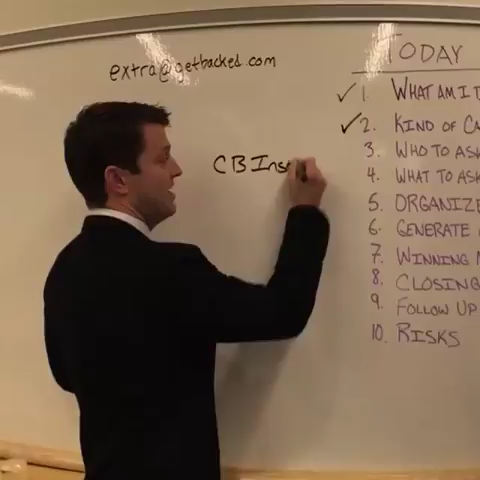 extra@getbacked.com
CB Ins
TODAY
✓ 1. WHAT AM I
✓ 2. KIND OF
3. WHO TO ASK
4. WHAT TO ASK
5. ORGANIZE
6. GENERATE
7. WINNING
8. CLOSING
9. FOLLOW UP
10. RISKS